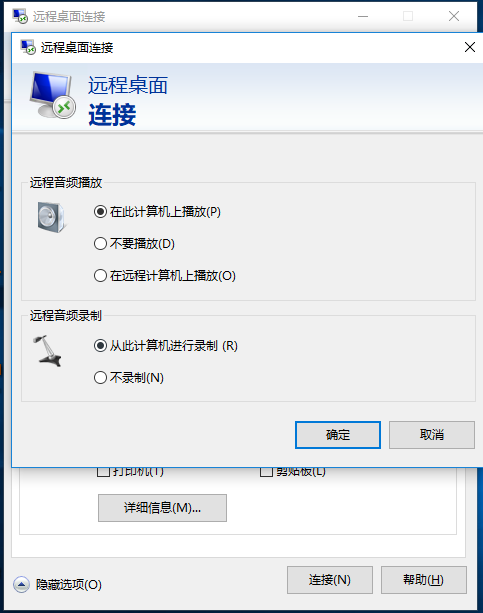 远程桌面连接
远程桌面连接
远程桌面
连接
远程音频播放
在此计算机上播放(P)
不要播放(D)
在远程计算机上播放(O)
远程音频录制
从此计算机进行录制 (R)
不录制(N)
确定
取消
打印机(T)
剪贴板(L)
详细信息(M)...
隐藏选项(O)
连接(N)
帮助(H)